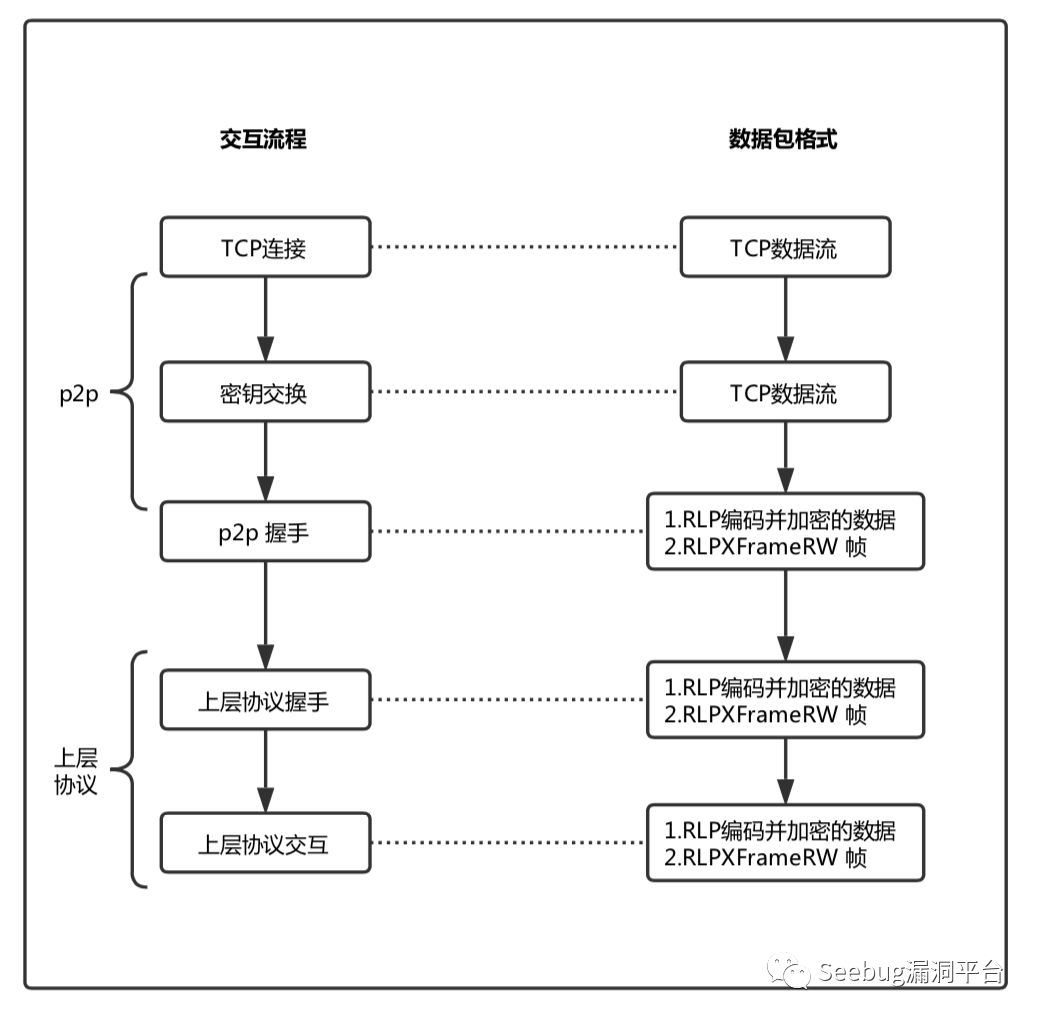 交互流程
数据包格式
TCP连接
TCP数据流
p2p
密钥交换
TCP数据流
p2p 握手
1.RLP编码并加密的数据
2.RLPXFrameRW 帧
上层协议握手
1.RLP编码并加密的数据
2.RLPXFrameRW 帧
上层
协议
上层协议交互
1.RLP编码并加密的数据
2.RLPXFrameRW 帧
Seebug漏洞平台